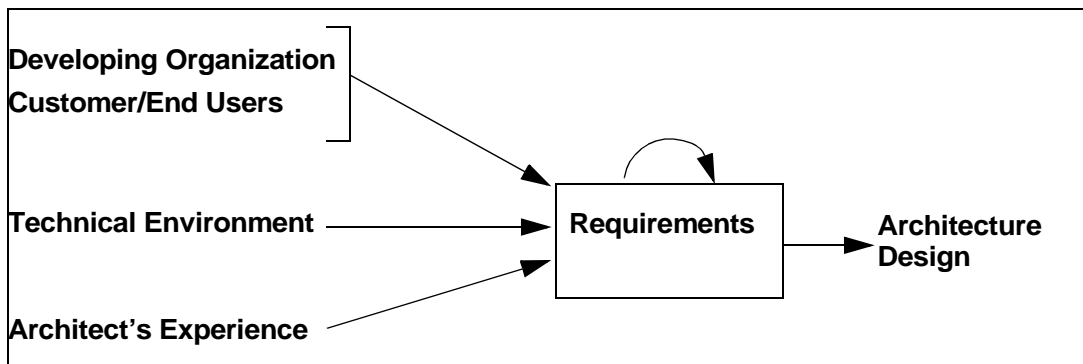 Developing Organization
Customer/End Users
Technical Environment
Requirements
Architecture
Design
Architect's Experience